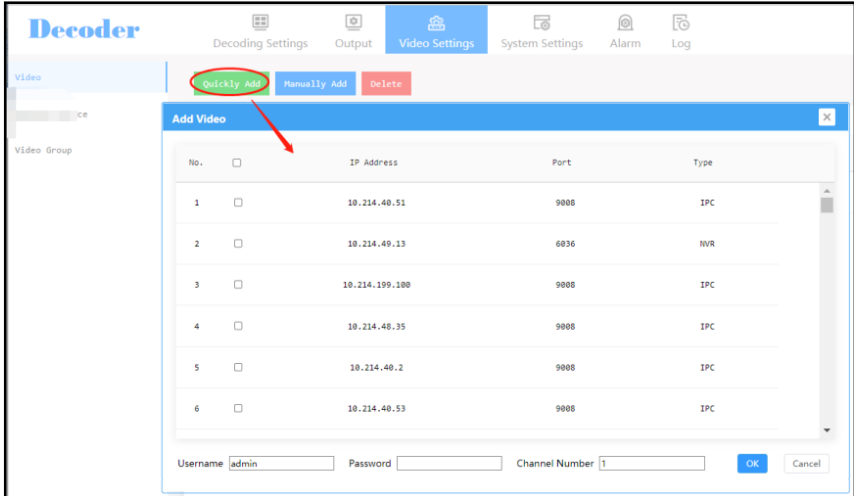 Decoder
Decoding Settings Output Video Settings System Settings Alarm Log
Video
Quickly Add Manually Add Delete
ce
Add Video
Video Group
No. IP Address Port Type
1 10.214.40.51 9008 IPC
2 10.214.49.13 6036 NVR
3 10.214.199.100 9008 IPC
4 10.214.48.35 9008 IPC
5 10.214.40.2 9008 IPC
6 10.214.40.53 9008 IPC
Username admin Password Channel Number 1 OK Cancel